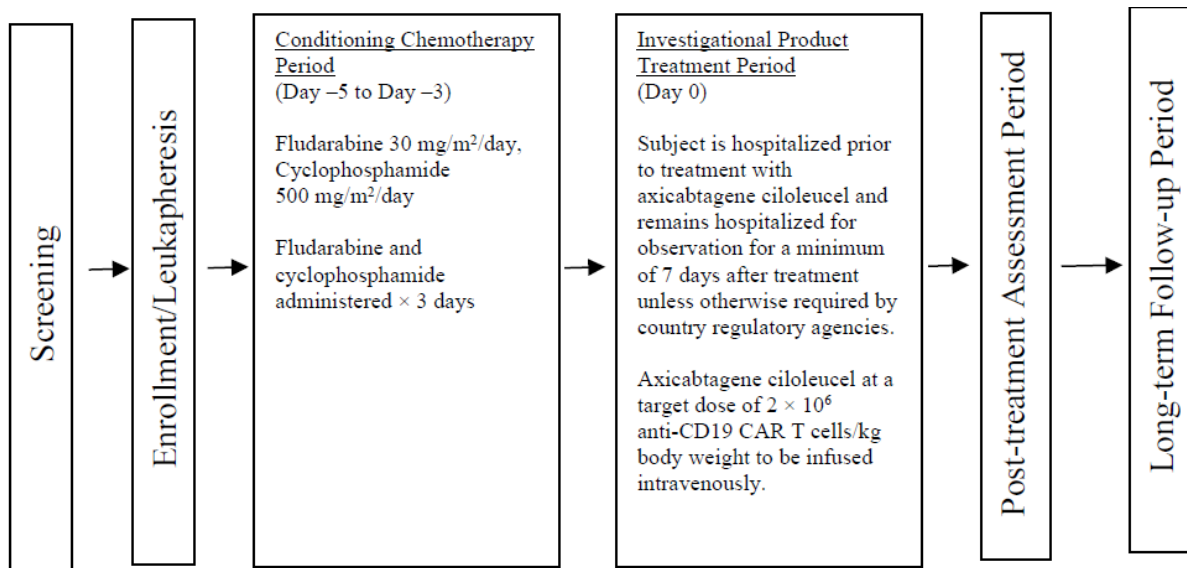 Screening
Enrollment/Leukapheresis
Conditioning Chemotherapy
Period
(Day –5 to Day –3)
Fludarabine 30 mg/m²/day,
Cyclophosphamide
500 mg/m²/day
Fludarabine and
cyclophosphamide
administered × 3 days
Investigational Product
Treatment Period
(Day 0)
Subject is hospitalized prior
to treatment with
axicabtagene ciloleucel and
remains hospitalized for
observation for a minimum
of 7 days after treatment
unless otherwise required by
country regulatory agencies.
Axicabtagene ciloleucel at a
target dose of 2 × 10⁶
anti-CD19 CAR T cells/kg
body weight to be infused
intravenously.
Post-treatment Assessment Period
Long-term Follow-up Period